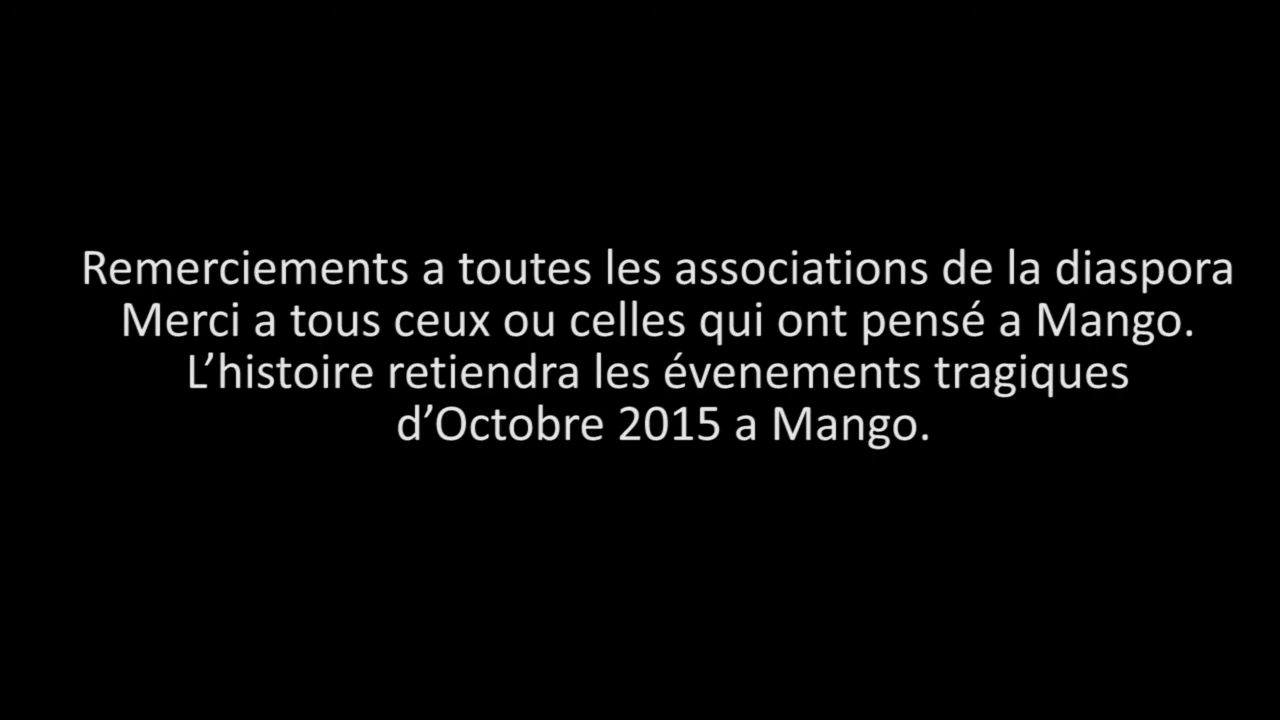 Remerciements a toutes les associations de la diaspora
Merci a tous ceux ou celles qui ont pensé a Mango.
L’histoire retiendra les évenements tragiques
d’Octobre 2015 a Mango.